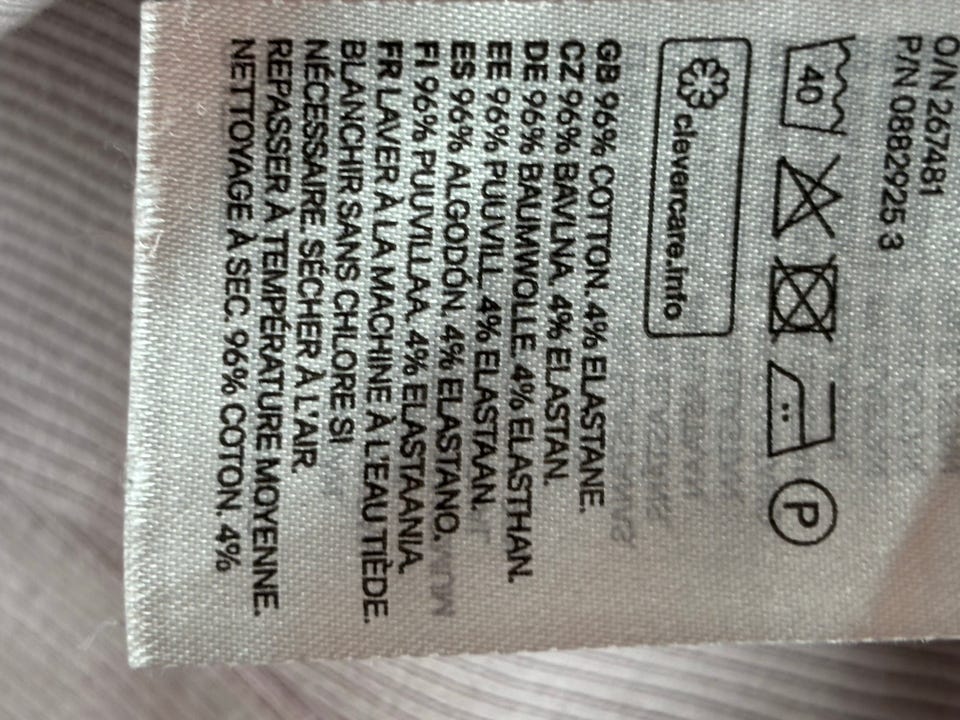 O/N 267481
P/N 0882925 3
40
P
clevercare.info
GB 96% COTTON. 4% ELASTANE.
CZ 96% BAVLNA. 4% ELASTAN.
DE 96% BAUMWOLLE. 4% ELASTHAN.
EE 96% PUUVILL. 4% ELASTAAN.
ES 96% ALGODÓN. 4% ELASTANO.
FI 96% PUUVILLAA. 4% ELASTAANIA.
FR LAVER À LA MACHINE À L'EAU TIÈDE.
BLANCHIR SANS CHLORE SI
NÉCESSAIRE. SÉCHER À L'AIR.
REPASSER À TEMPÉRATURE MOYENNE.
NETTOYAGE À SEC. 96% COTON. 4%